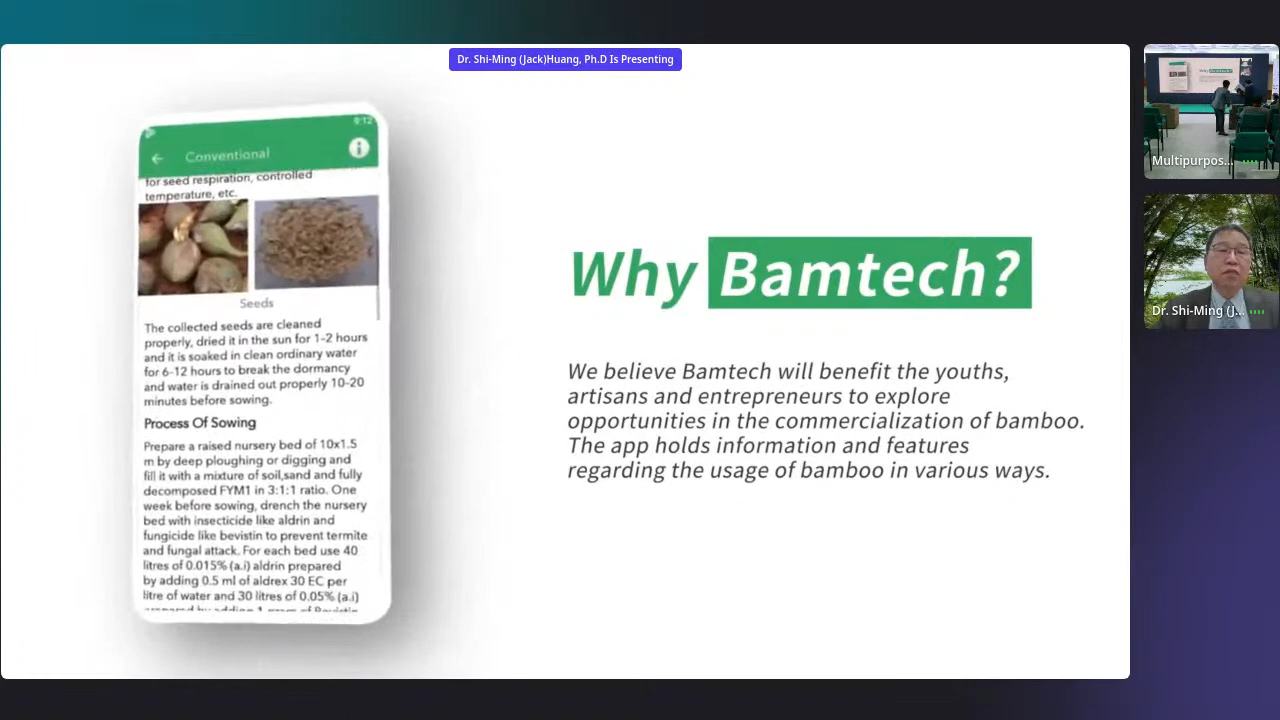 Dr. Shi-Ming (Jack)Huang, Ph.D Is Presenting
9:12
Conventional
for seed respiration, controlled
temperature, etc.
Seeds
The collected seeds are cleaned
properly, dried it in the sun for 1-2 hours
and it is soaked in clean ordinary water
for 6-12 hours to break the dormancy
and water is drained out properly 10-20
minutes before sowing.
Process Of Sowing
Prepare a raised nursery bed of 10x1.5
m by deep ploughing or digging and
fill it with a mixture of soil,sand and fully
decomposed FYM1 in 3:1:1 ratio. One
week before sowing, drench the nursery
bed with insecticide like aldrin and
fungicide like bevistin to prevent termite
and fungal attack. For each bed use 40
litres of 0.015% (a.i) aldrin prepared
by adding 0.5 ml of aldrex 30 EC per
litre of water and 30 litres of 0.05% (a.i)
Why Bamtech?
We believe Bamtech will benefit the youths,
artisans and entrepreneurs to explore
opportunities in the commercialization of bamboo.
The app holds information and features
regarding the usage of bamboo in various ways.
Why Bamtech?
Multipurpos...
Dr. Shi-Ming (J...